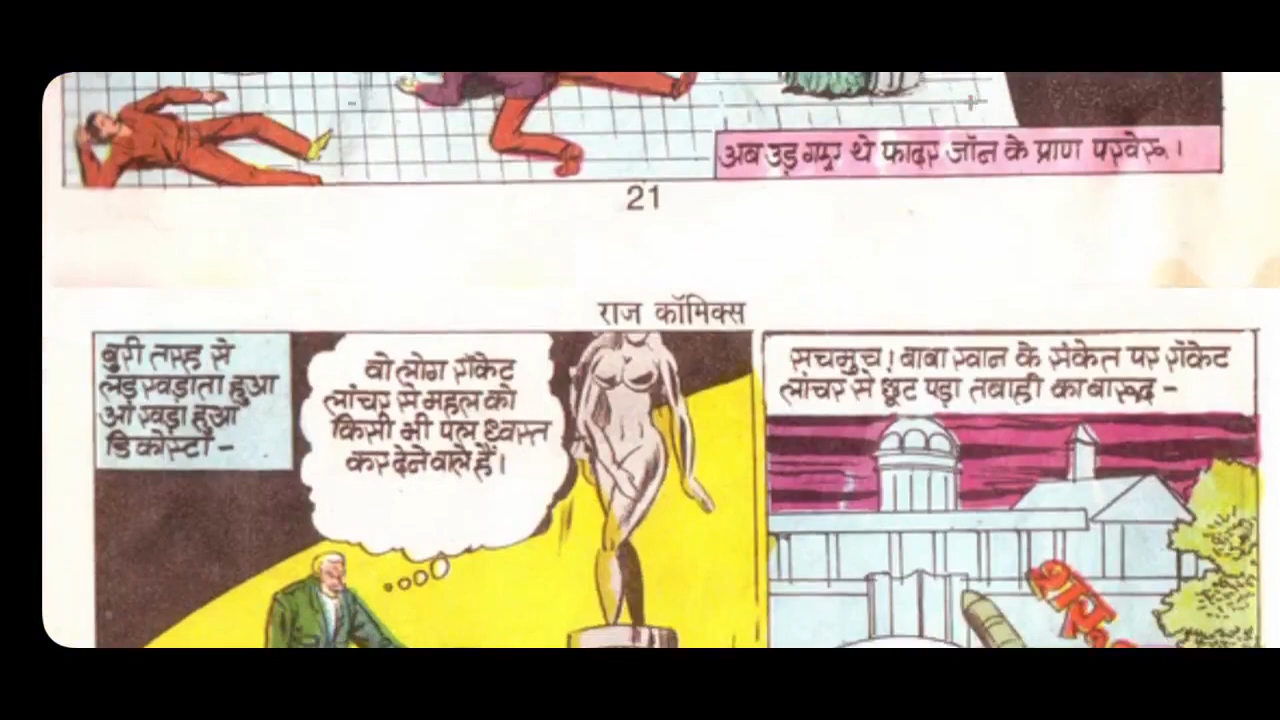 अब उड़ गए थे फादर जॉन के प्राण पखेरू।
21
राज कॉमिक्स
बुरी तरह से
लड़खड़ाता हुआ
आ खड़ा हुआ
डिकोस्टा -
वो लोग रॉकेट
लांचर से महल को
किसी भी पल ध्वस्त
कर देने वाले हैं।
सचमुच! बाबा खान के संकेत पर रॉकेट
लांचर से छूट पड़ा तबाही का बारूद -